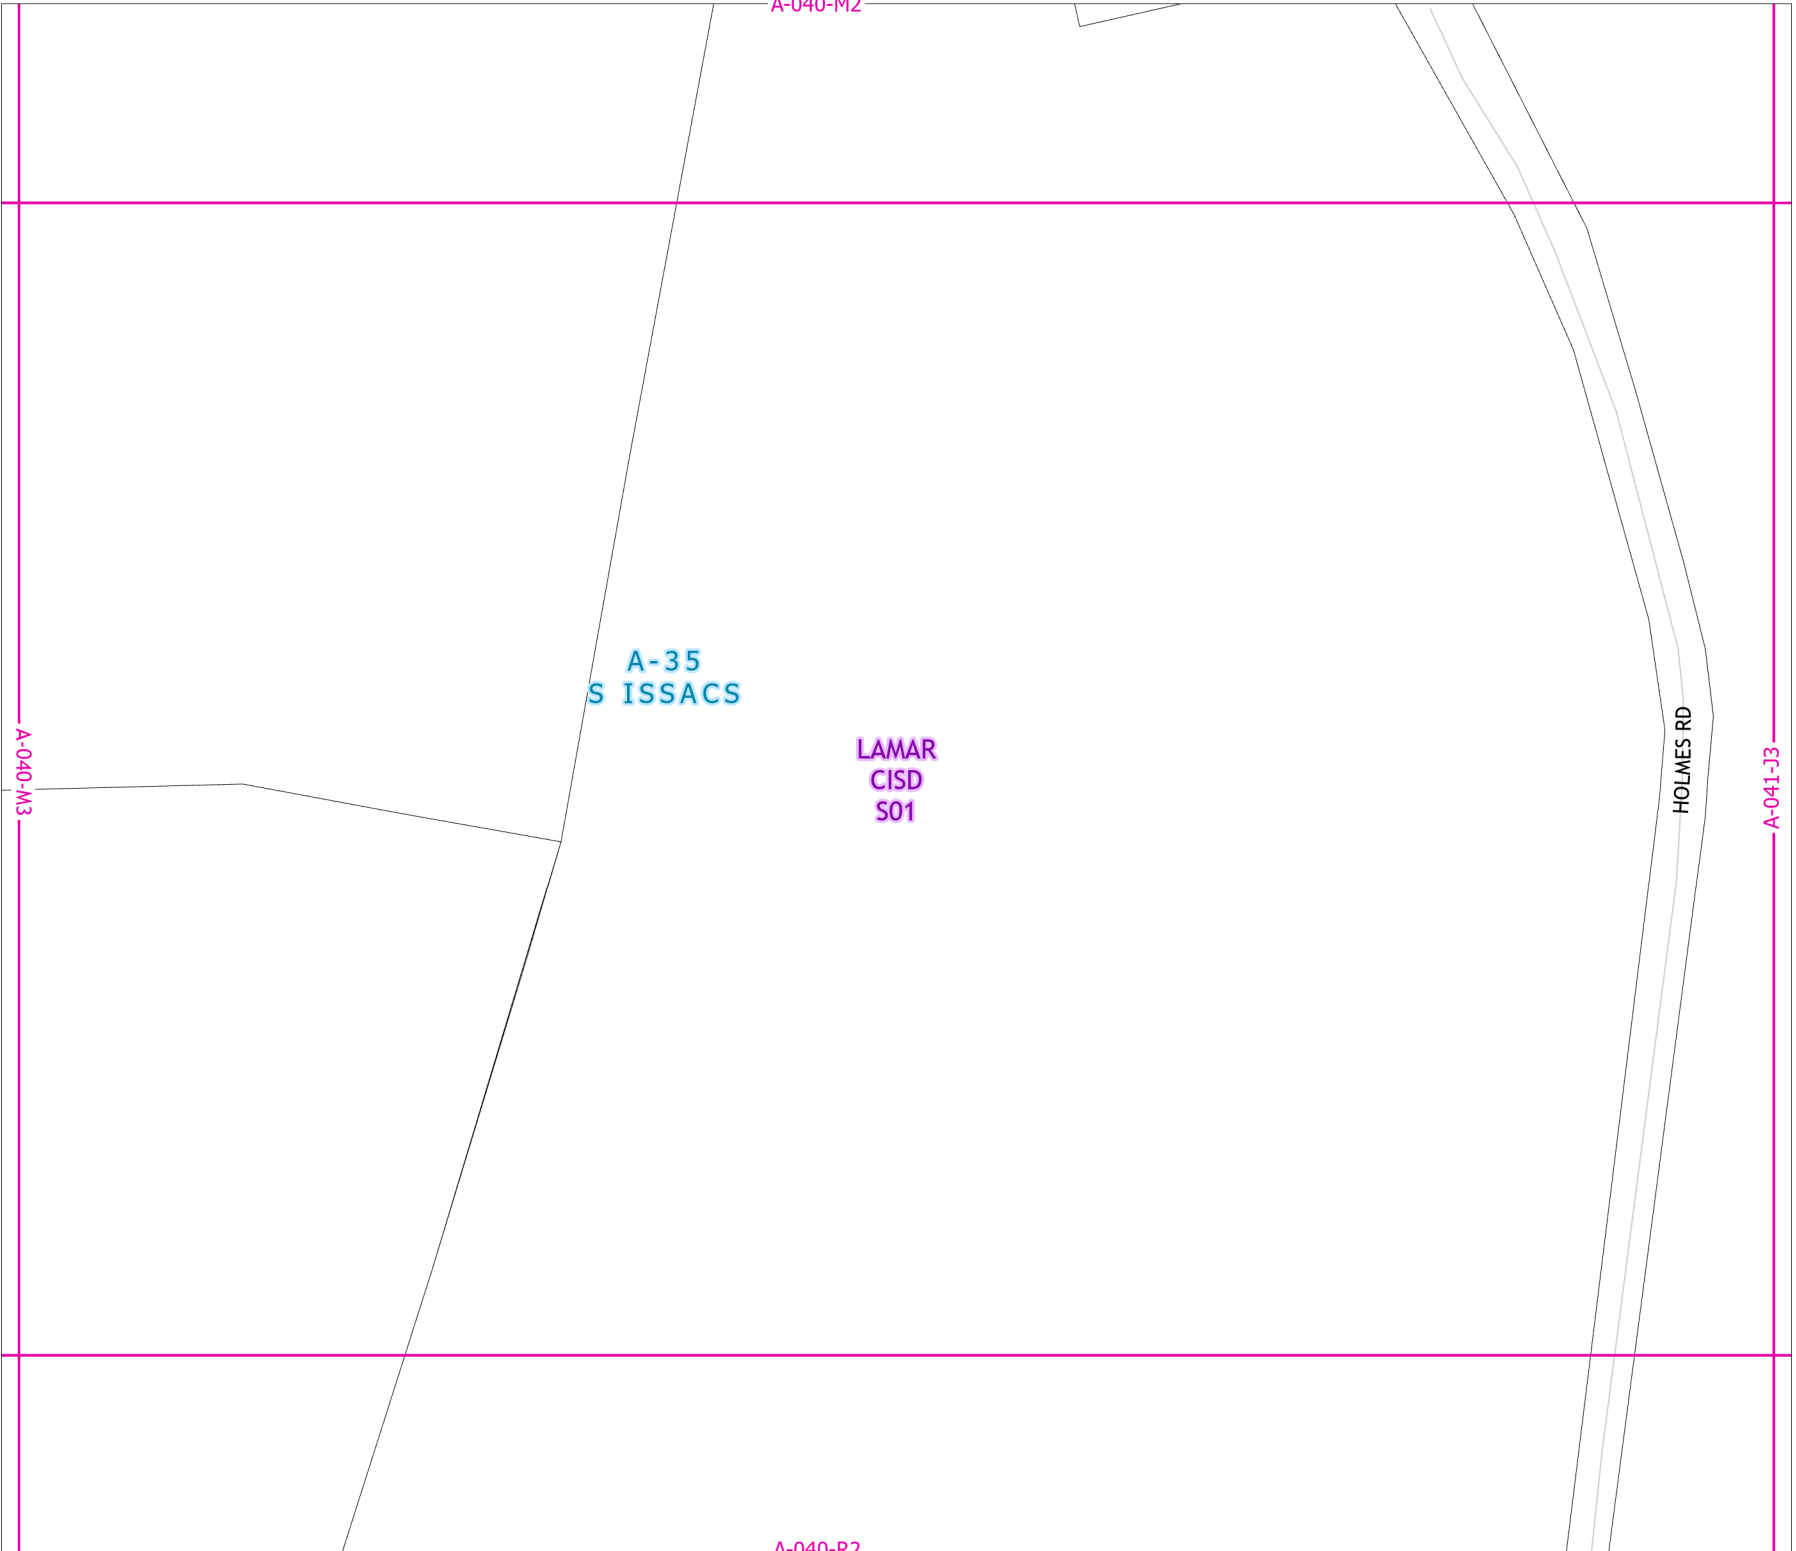 A-040-M2
A-35
S ISSACS
LAMAR
CISD
S01
A-040-M3
HOLMES RD
A-041-J3
A-040-R2